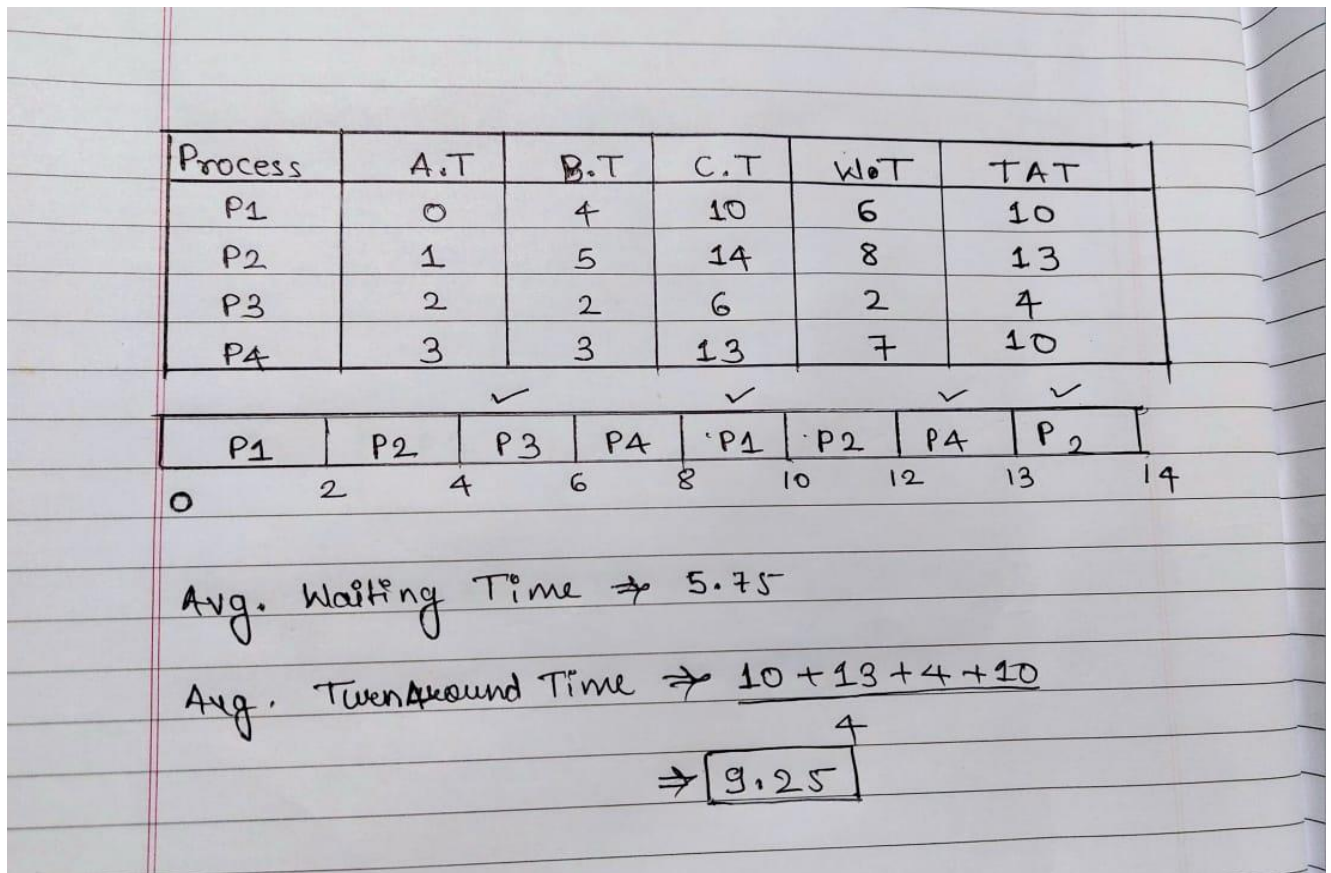 Process A.T B.T C.T W.T TAT
P1 0 4 10 6 10
P2 1 5 14 8 13
P3 2 2 6 2 4
P4 3 3 13 7 10
✓ ✓ ✓ ✓
P1 P2 P3 P4 P1 P2 P4 P2
0 2 4 6 8 10 12 13 14
Avg. Waiting Time ⇒ 5.75
Avg. TurnAround Time ⇒ 10+13+4+10
4
⇒ 9.25